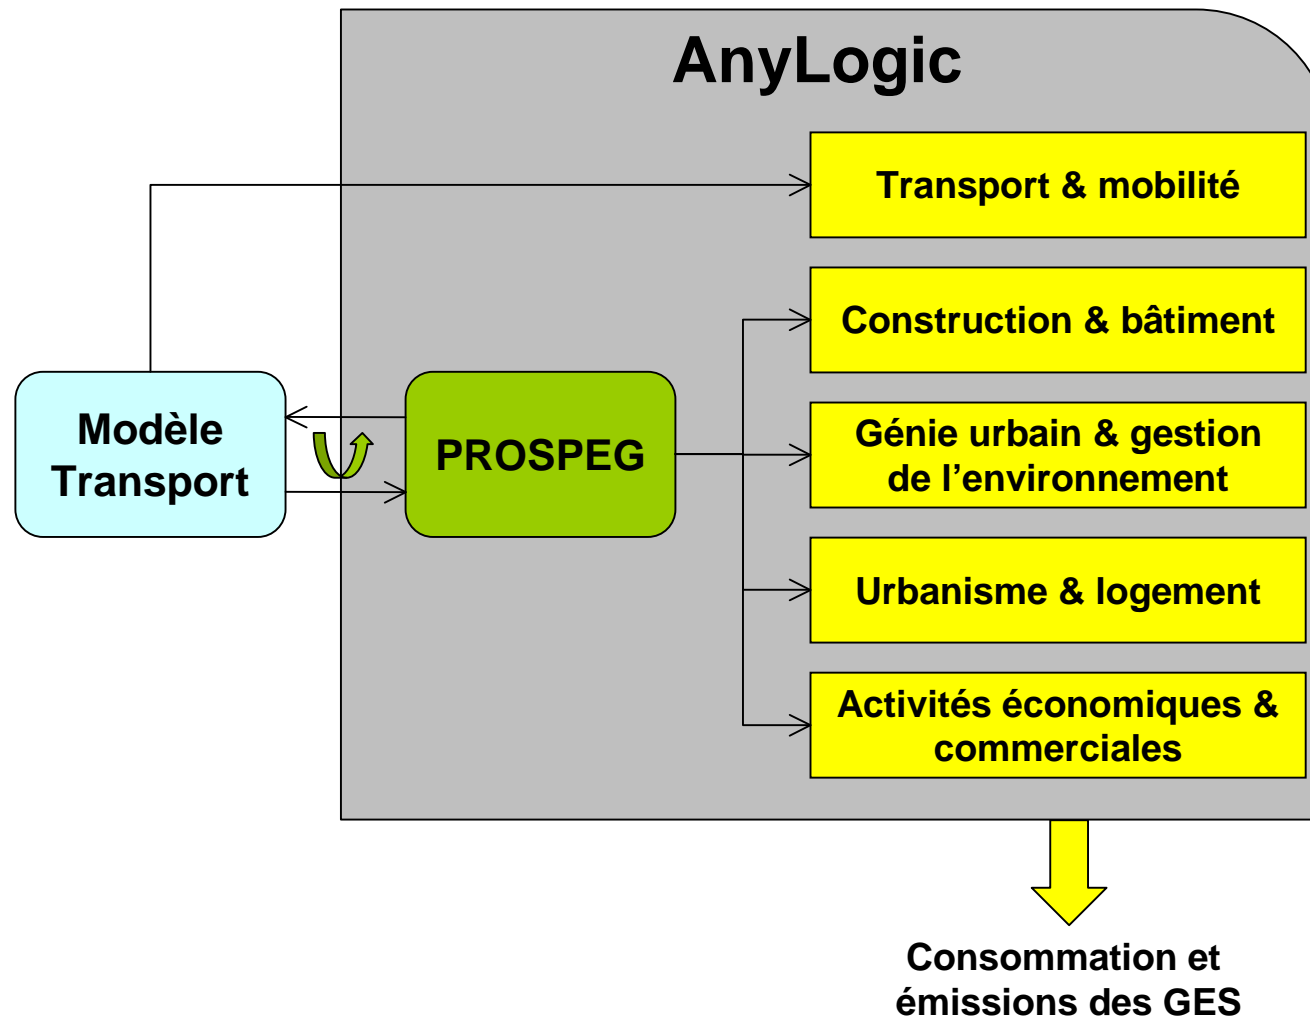 AnyLogic
Transport & mobilité
Construction & bâtiment
Modèle
Transport
PROSPEG
Génie urbain & gestion
de l’environnement
Urbanisme & logement
Activités économiques &
commerciales
Consommation et
émissions des GES